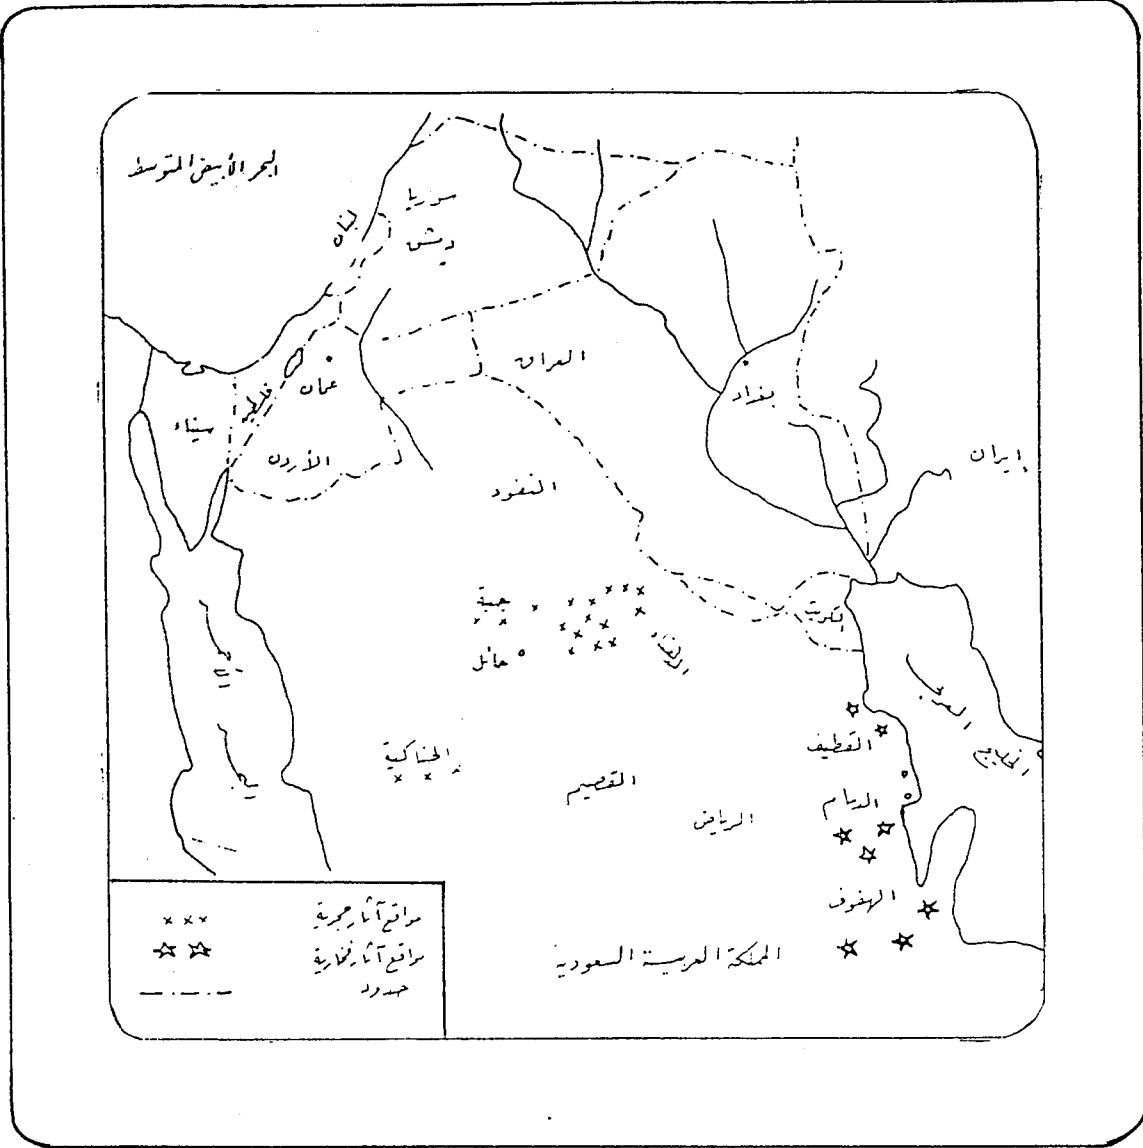 البحر الأبيض المتوسط
سوريا
لبنان
دمشق
العراق
عمان
بغداد
سيناء
الأردن
إيران
النفود
جبة
الكويت
حائل
العربي
الخليج
القطيف
الحناكية
القصيم
الدمام
الرياض
الهفوف
المملكة العربية السعودية
مواقع آثار حجرية
مواقع آثار فخارية
حدود